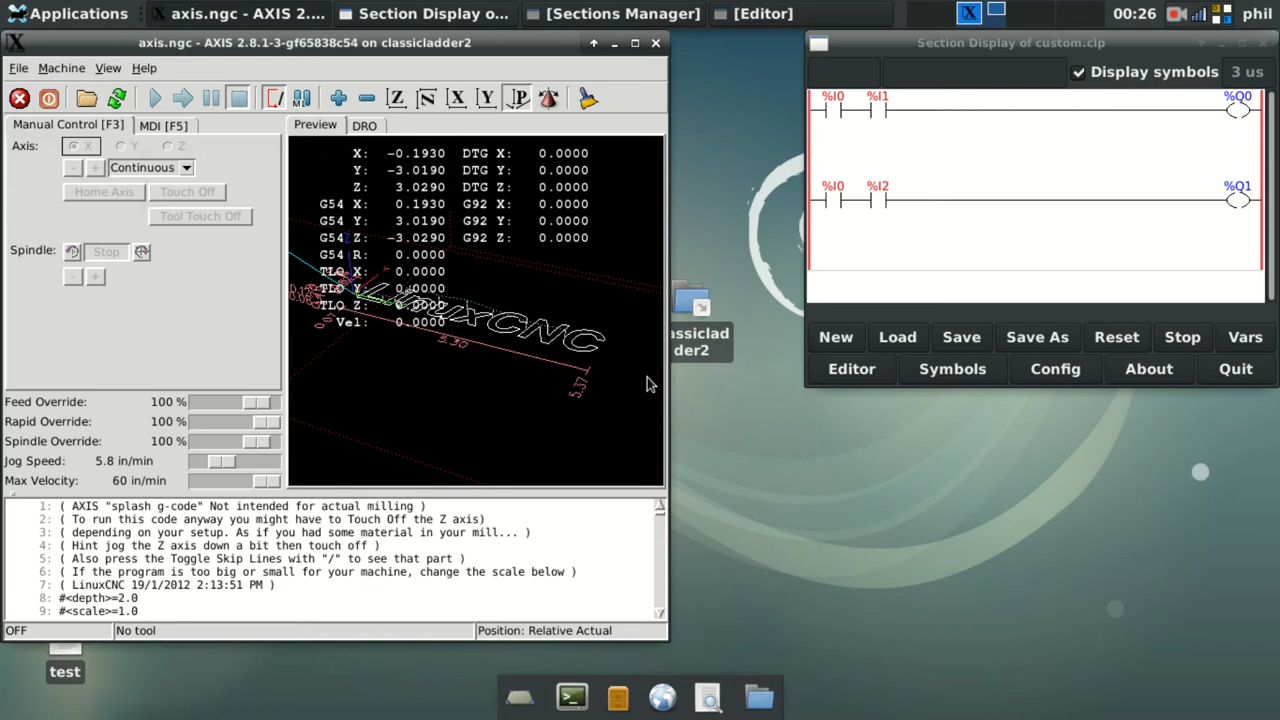 Applications
axis.ngc - AXIS 2....
Section Display o...
[Sections Manager]
[Editor]
00:26
phil
axis.ngc - AXIS 2.8.1-3-gf65838c54 on classicladder2
File Machine View Help
Manual Control [F3] MDI [F5]
Axis: X Y Z
- + Continuous
Home Axis Touch Off
Tool Touch Off
Spindle: Stop
- +
Feed Override: 100 %
Rapid Override: 100 %
Spindle Override: 100 %
Jog Speed: 5.8 in/min
Max Velocity: 60 in/min
Preview DRO
X: -0.1930 DTG X: 0.0000
Y: -3.0190 DTG Y: 0.0000
Z: 3.0290 DTG Z: 0.0000
G54 X: 0.1930 G92 X: 0.0000
G54 Y: 3.0190 G92 Y: 0.0000
G54 Z: -3.0290 G92 Z: 0.0000
G54 R: 0.0000
TLO X: 0.0000
TLO Y: 0.0000
TLO Z: 0.0000
Vel: 0.0000
LinuxCNC
5.30
5.37
1: ( AXIS "splash g-code" Not intended for actual milling )
2: ( To run this code anyway you might have to Touch Off the Z axis)
3: ( depending on your setup. As if you had some material in your mill... )
4: ( Hint jog the Z axis down a bit then touch off )
5: ( Also press the Toggle Skip Lines with "/" to see that part )
6: ( If the program is too big or small for your machine, change the scale below )
7: ( LinuxCNC 19/1/2012 2:13:51 PM )
8: #<depth>=2.0
9: #<scale>=1.0
OFF No tool Position: Relative Actual
Section Display of custom.clp
Display symbols 3 us
%I0 %I1 %Q0
%I0 %I2 %Q1
New Load Save Save As Reset Stop Vars
Editor Symbols Config About Quit
assiclad
der2
test